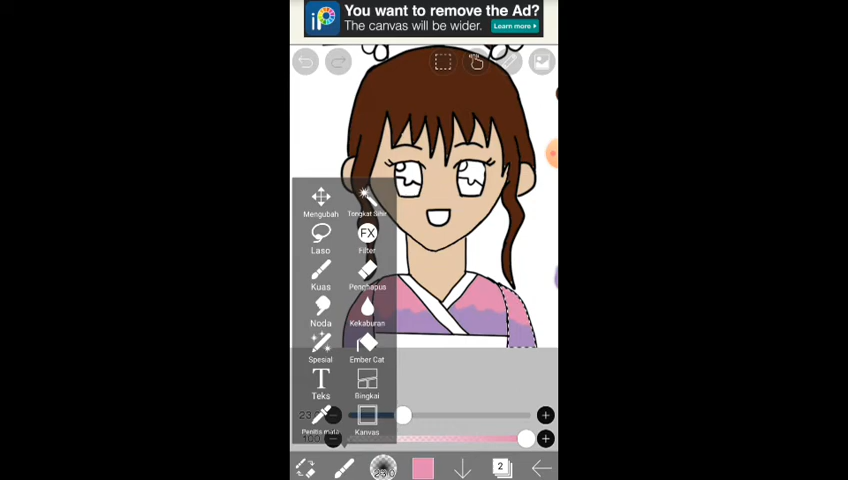 You want to remove the Ad?
The canvas will be wider.
Learn more
Mengubah
Tongkat Sihir
Laso
FX
Filter
Kuas
Penghapus
Noda
Kekaburan
Spesial
Ember Cat
T
Teks
Bingkai
Penitis mata
Kanvas
2